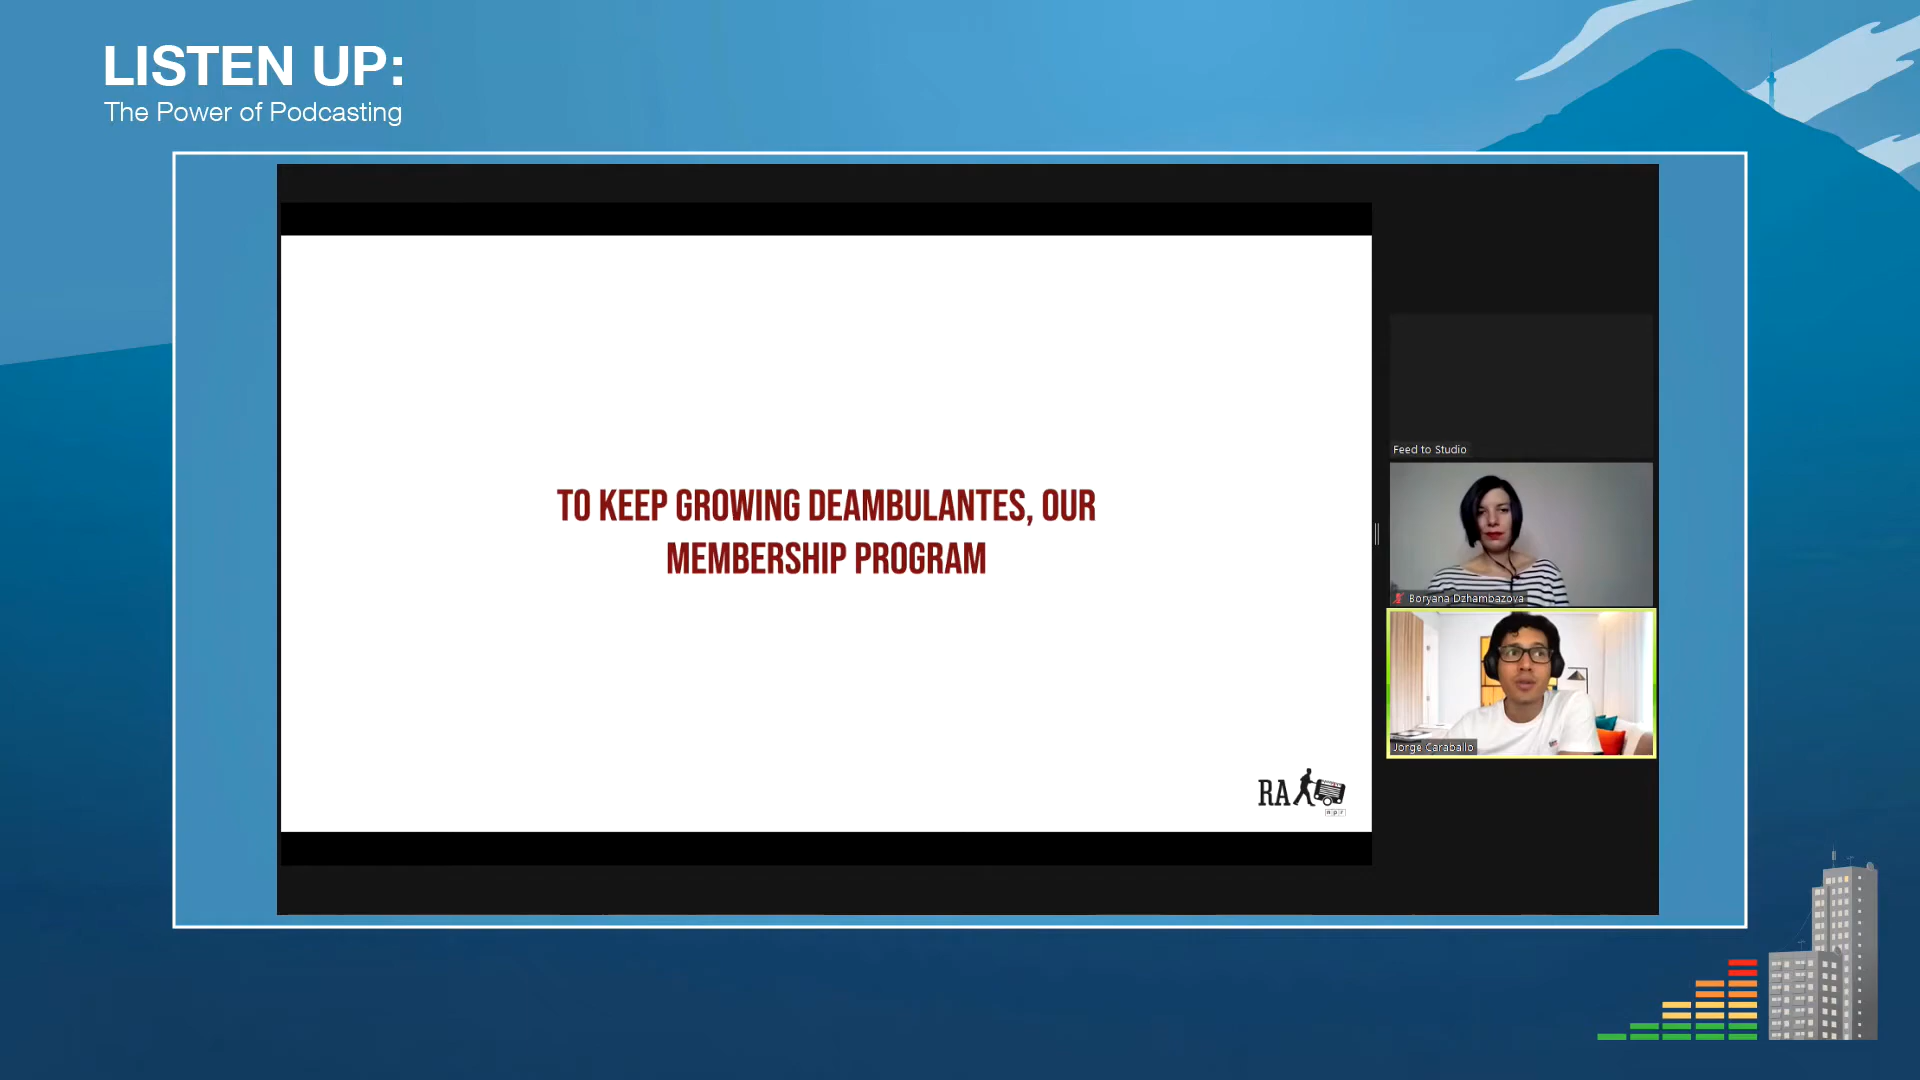 LISTEN UP:
The Power of Podcasting
TO KEEP GROWING DEAMBULANTES, OUR
MEMBERSHIP PROGRAM
Feed to Studio
Boryana Dzhambazova
Jorge Caraballo
RA
npr